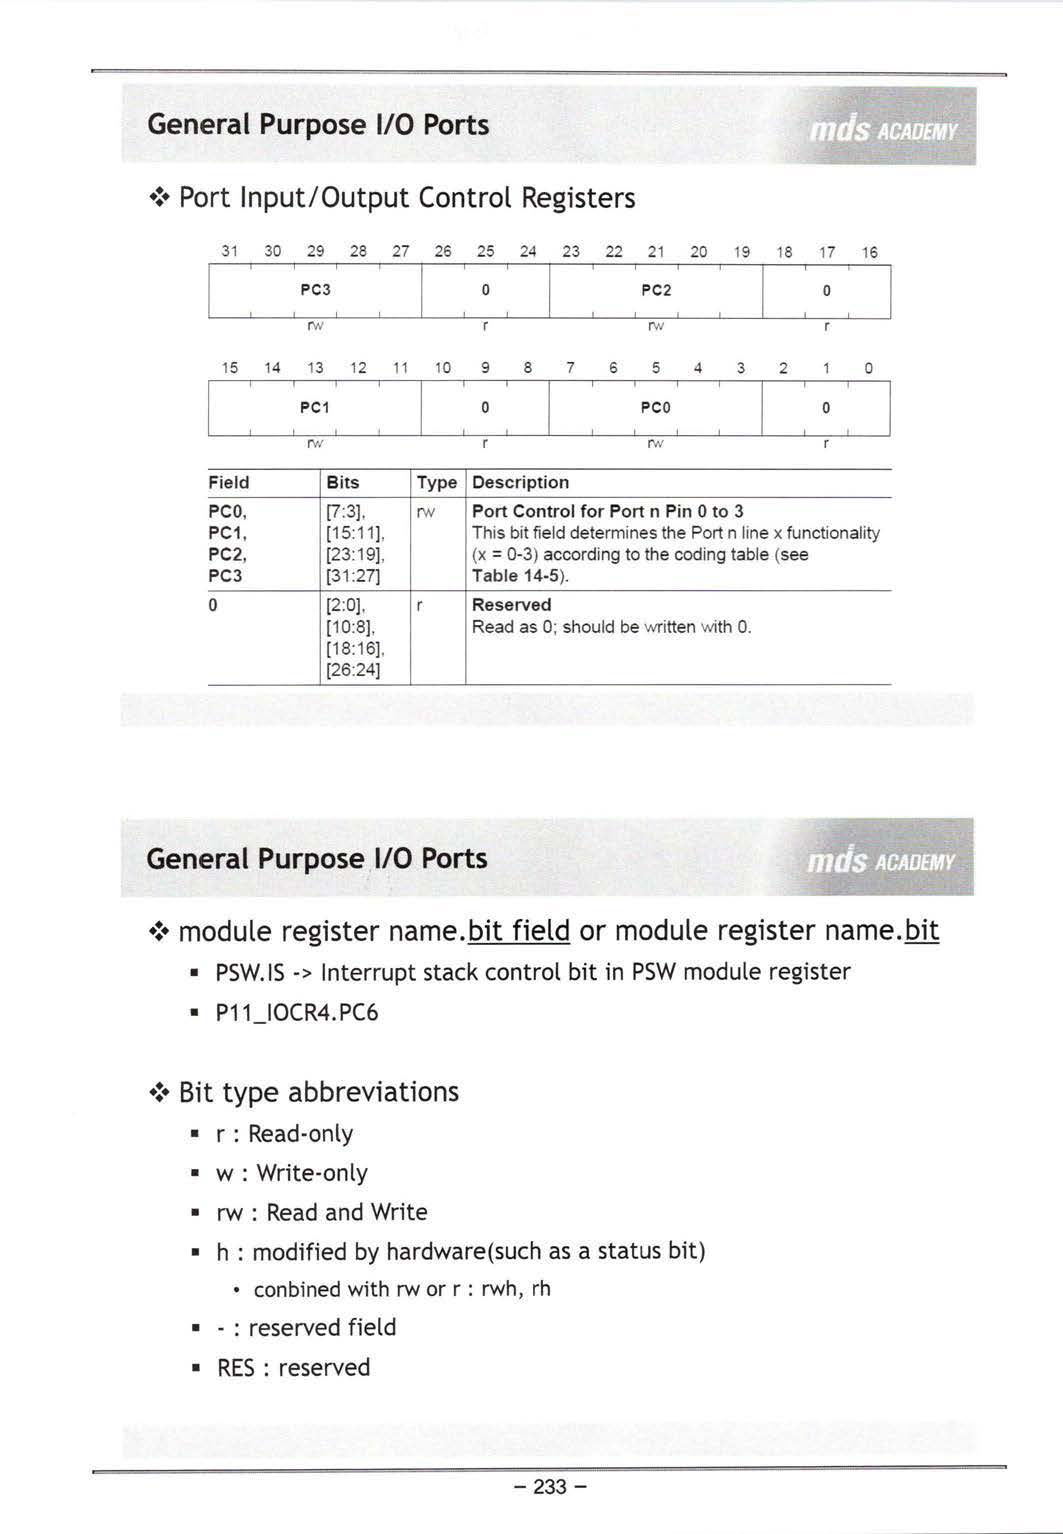 General Purpose I/O Ports
mds ACADEMY
❖ Port Input/Output Control Registers
31 30 29 28 27 26 25 24 23 22 21 20 19 18 17 16
PC3 0 PC2 0
rw r rw r
15 14 13 12 11 10 9 8 7 6 5 4 3 2 1 0
PC1 0 PC0 0
rw r rw r
Field Bits Type Description
PC0, [7:3], rw Port Control for Port n Pin 0 to 3
PC1, [15:11], This bit field determines the Port n line x functionality
PC2, [23:19], (x = 0-3) according to the coding table (see
PC3 [31:27] Table 14-5).
0 [2:0], r Reserved
[10:8], Read as 0; should be written with 0.
[18:16],
[26:24]
General Purpose I/O Ports
mds ACADEMY
❖ module register name.bit field or module register name.bit
▪ PSW.IS -> Interrupt stack control bit in PSW module register
▪ P11_IOCR4.PC6
❖ Bit type abbreviations
▪ r : Read-only
▪ w : Write-only
▪ rw : Read and Write
▪ h : modified by hardware(such as a status bit)
• conbined with rw or r : rwh, rh
▪ - : reserved field
▪ RES : reserved
– 233 –